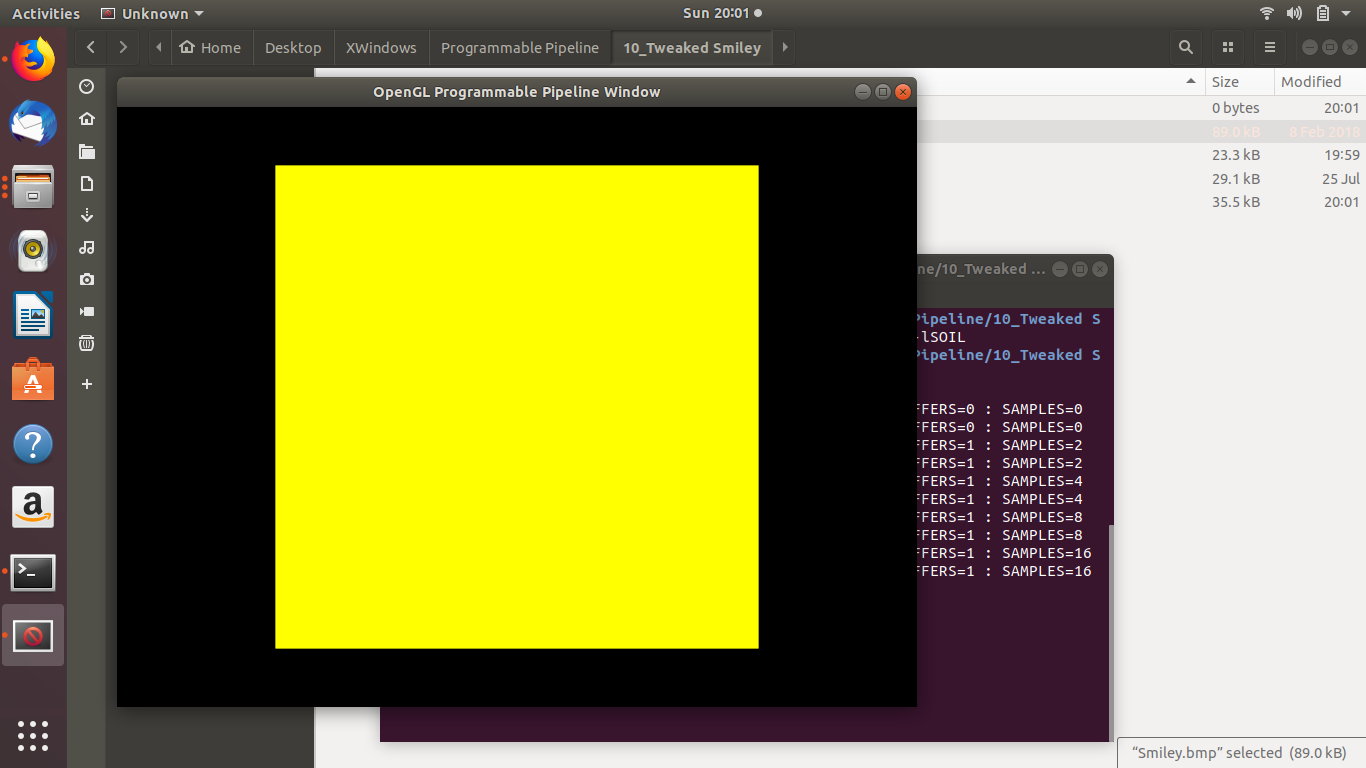 Activities Unknown Sun 20:01
Home Desktop XWindows Programmable Pipeline 10_Tweaked Smiley
Size Modified
OpenGL Programmable Pipeline Window
0 bytes 20:01
89.0 kB 8 Feb 2018
23.3 kB 19:59
29.1 kB 25 Jul
35.5 kB 20:01
ne/10_Tweaked ...
Pipeline/10_Tweaked S
-lSOIL
Pipeline/10_Tweaked S
FFERS=0 : SAMPLES=0
FFERS=0 : SAMPLES=0
FFERS=1 : SAMPLES=2
FFERS=1 : SAMPLES=2
FFERS=1 : SAMPLES=4
FFERS=1 : SAMPLES=4
FFERS=1 : SAMPLES=8
FFERS=1 : SAMPLES=8
FFERS=1 : SAMPLES=16
FFERS=1 : SAMPLES=16
“Smiley.bmp” selected (89.0 kB)